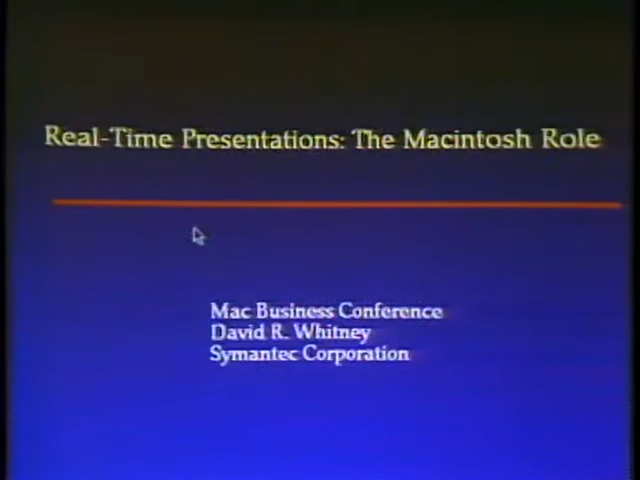 Real-Time Presentations: The Macintosh Role
Mac Business Conference
David R. Whitney
Symantec Corporation